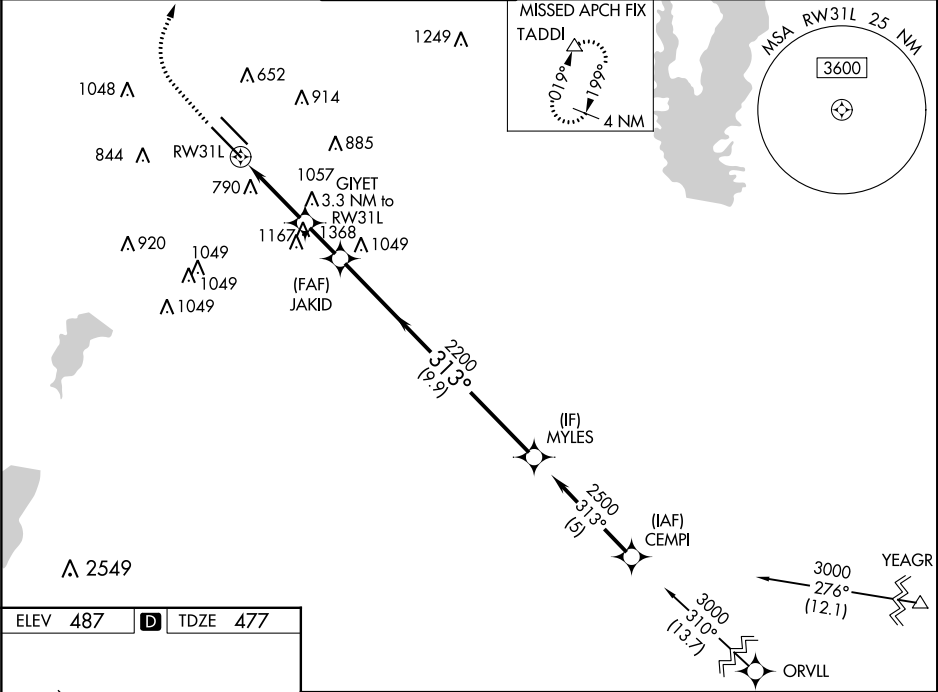 MISSED APCH FIX
TADDI
019°
199°
4 NM
MSA RW31L 25 NM
3600
1249
652
1048
914
885
844
RW31L
790
1057
GIYET
3.3 NM to
RW31L
1167
1368
1049
920
1049
1049
1049
(FAF)
JAKID
2200
313°
(9.9)
(IF)
MYLES
2500
313°
(5)
(IAF)
CEMPI
2549
YEAGR
3000
276°
(12.1)
3000
310°
(13.7)
ORVLL
ELEV 487 D TDZE 477